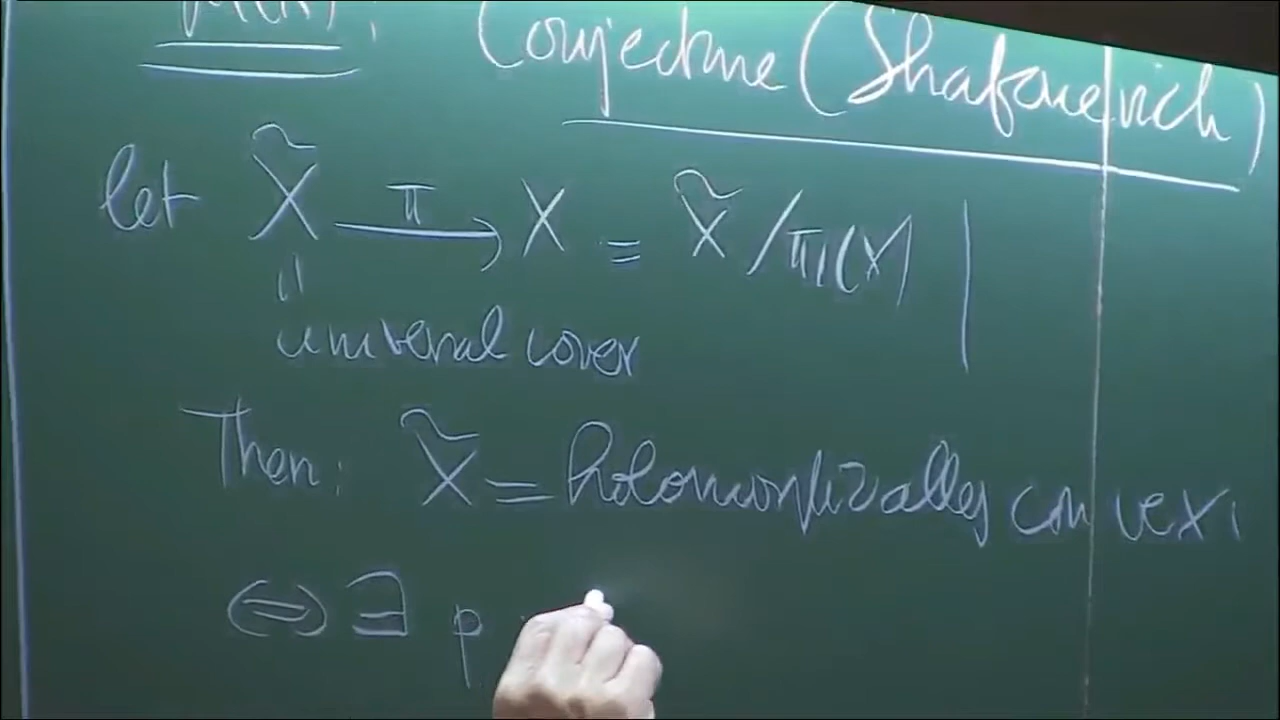 Conjecture (Shafarevich)
let X̃ —π→ X = X̃/π1(X)
=
universal cover
Then: X̃ = holomorphically convex.
⟺ ∃ p